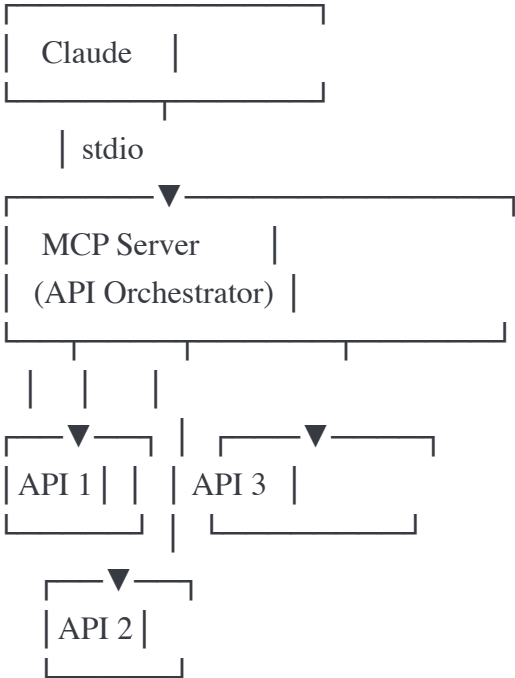 Claude
stdio
MCP Server
(API Orchestrator)
API 1
API 3
API 2